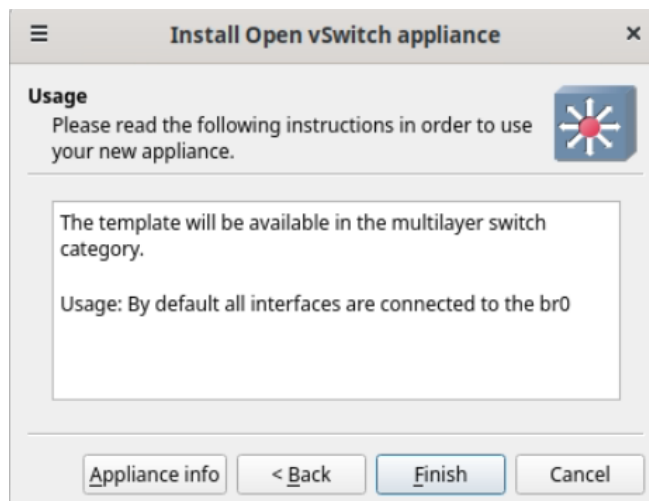 Install Open vSwitch appliance
Usage
Please read the following instructions in order to use
your new appliance.
The template will be available in the multilayer switch
category.
Usage: By default all interfaces are connected to the br0
Appliance info
< Back
Finish
Cancel